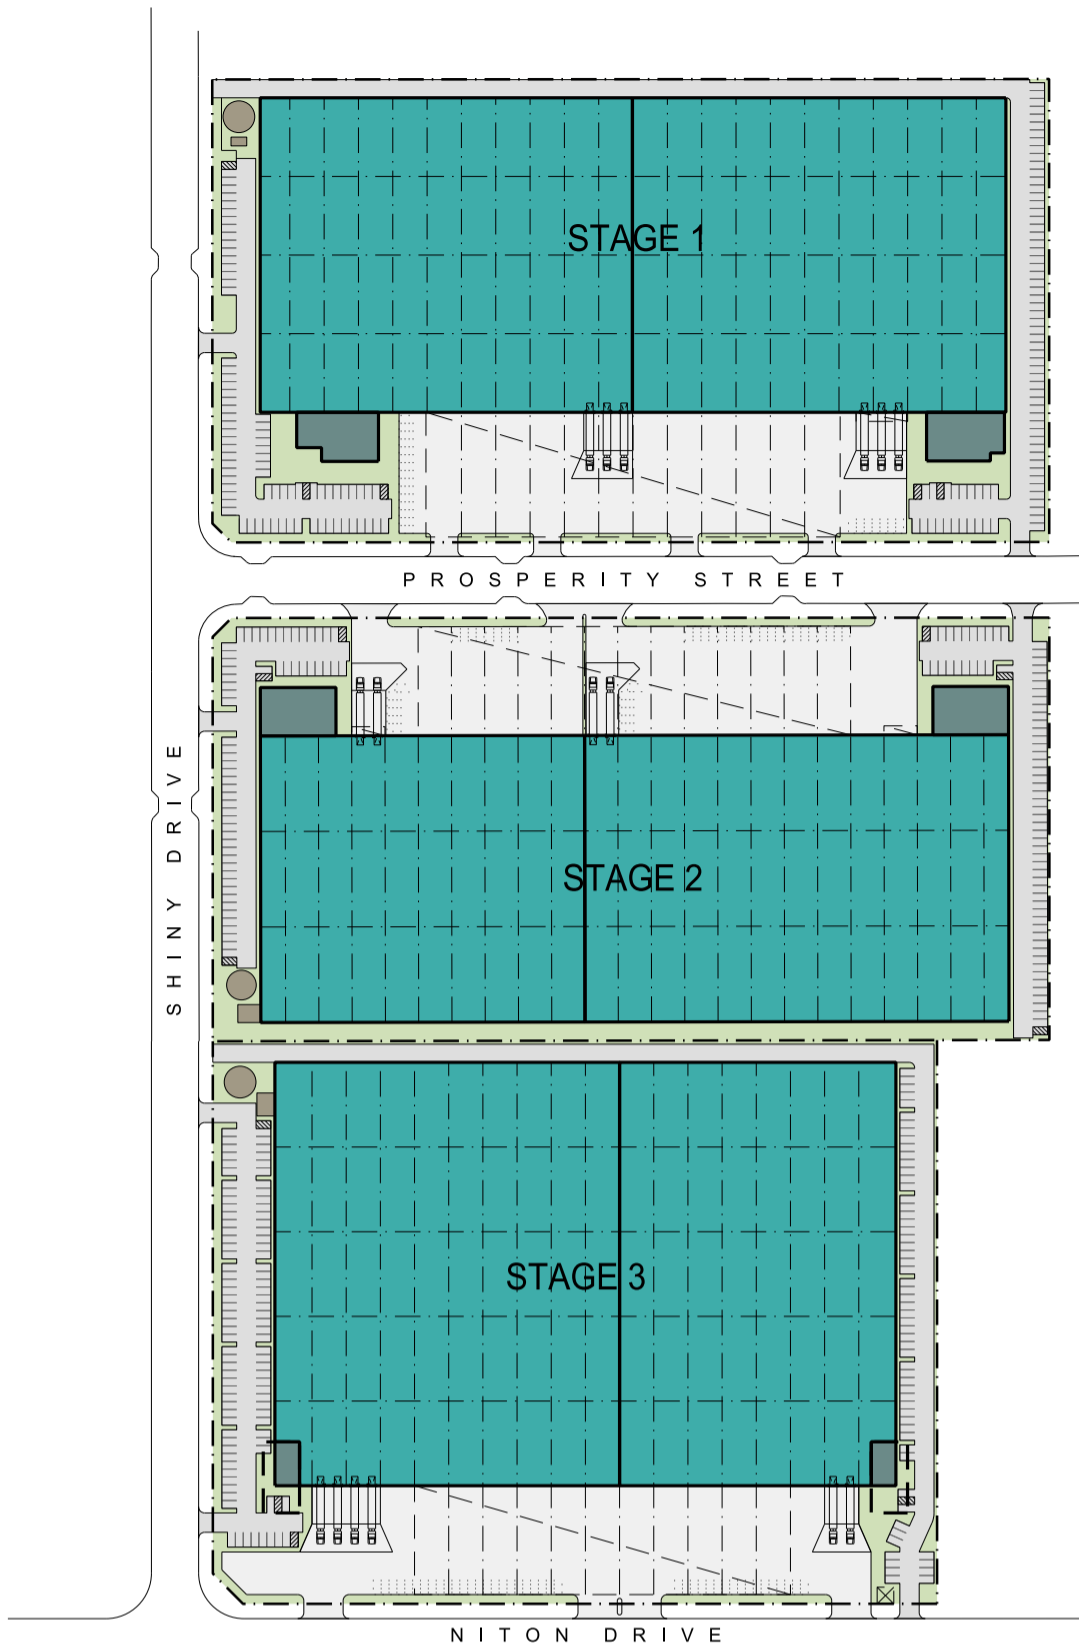 STAGE 1
PROSPERITY STREET
SHINY DRIVE
STAGE 2
STAGE 3
NITON DRIVE